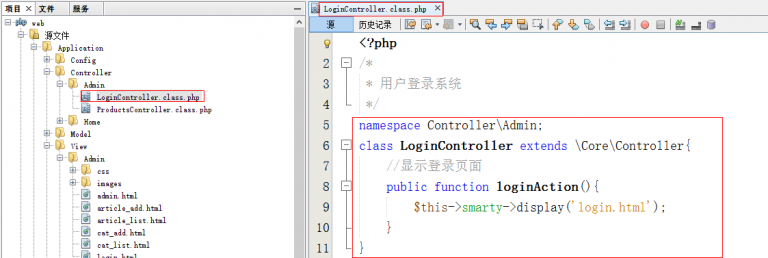 项目 文件 服务
web
源文件
Application
Config
Controller
Admin
LoginController.class.php
ProductsController.class.php
Home
Model
View
Admin
css
images
admin.html
article_add.html
article_list.html
cat_add.html
cat_list.html
login.html
LoginController.class.php
源 历史记录
<?php
2 /*
3 * 用户登录系统
4 */
5 namespace Controller\Admin;
6 class LoginController extends \Core\Controller{
7 //显示登录页面
8 public function loginAction(){
9 $this->smarty->display('login.html');
10 }
11 }